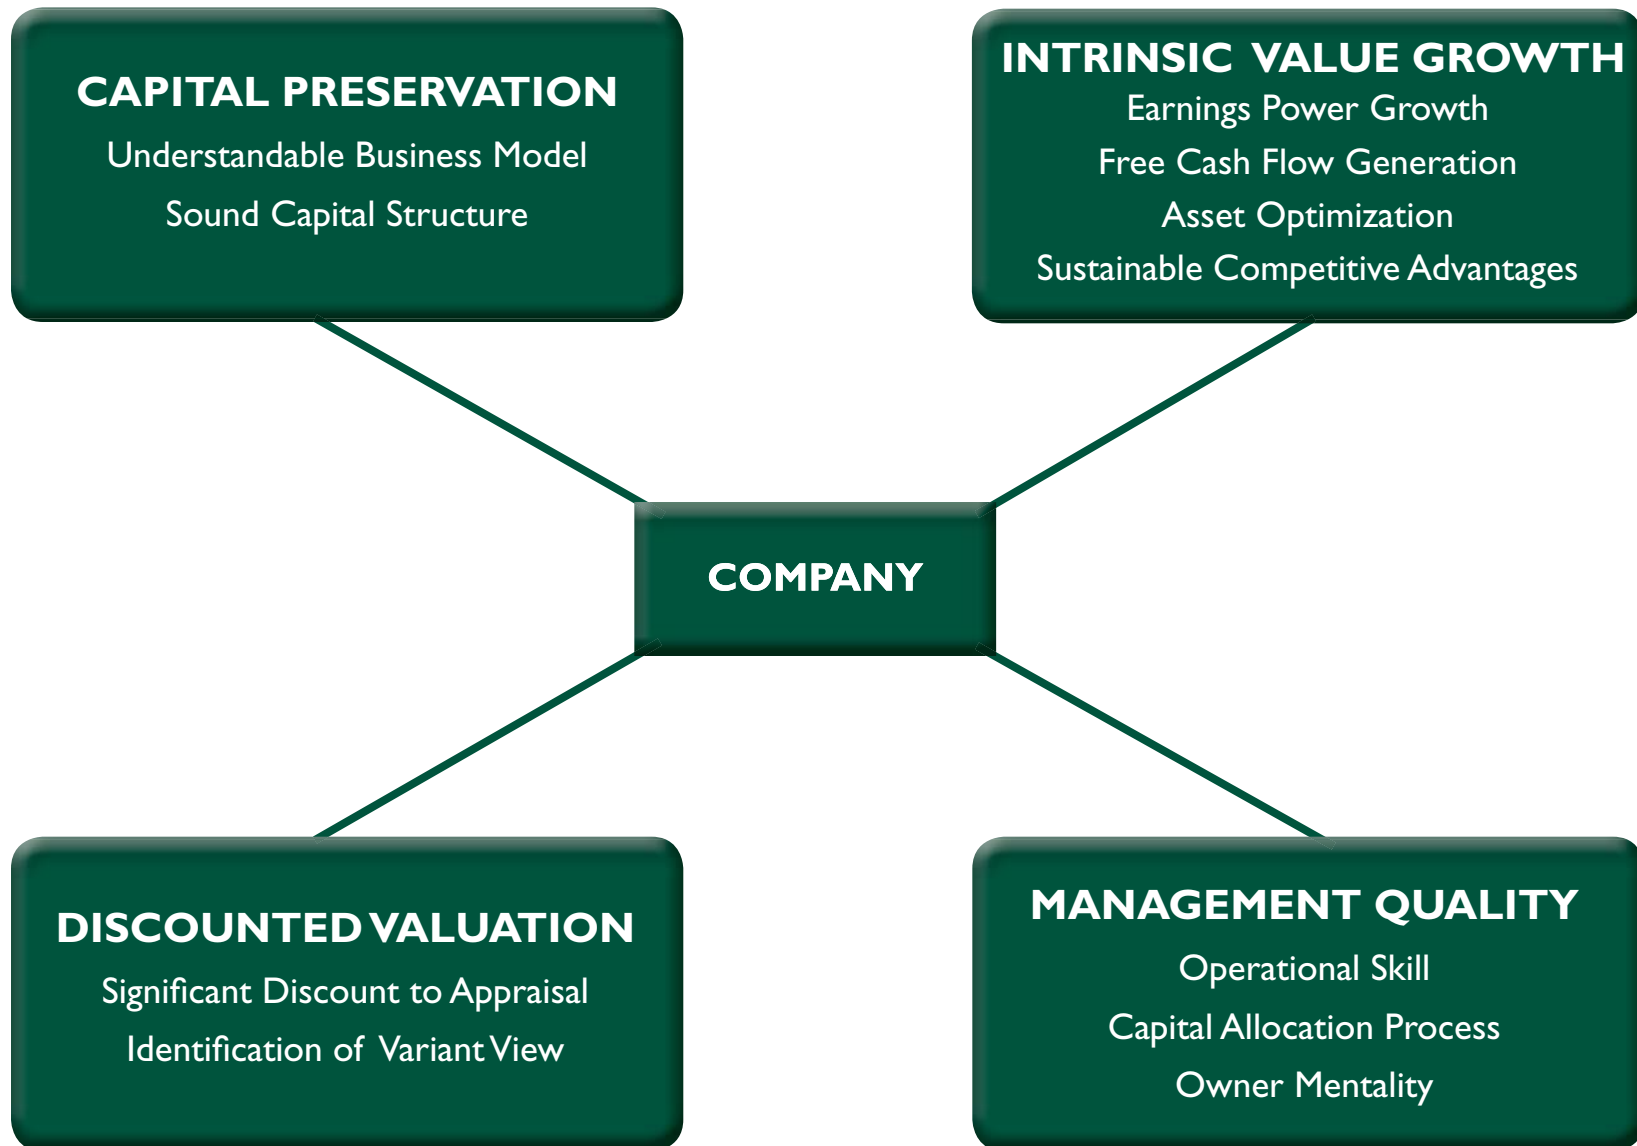 CAPITAL PRESERVATION
Understandable Business Model
Sound Capital Structure
INTRINSIC VALUE GROWTH
Earnings Power Growth
Free Cash Flow Generation
Asset Optimization
Sustainable Competitive Advantages
COMPANY
DISCOUNTED VALUATION
Significant Discount to Appraisal
Identification of Variant View
MANAGEMENT QUALITY
Operational Skill
Capital Allocation Process
Owner Mentality